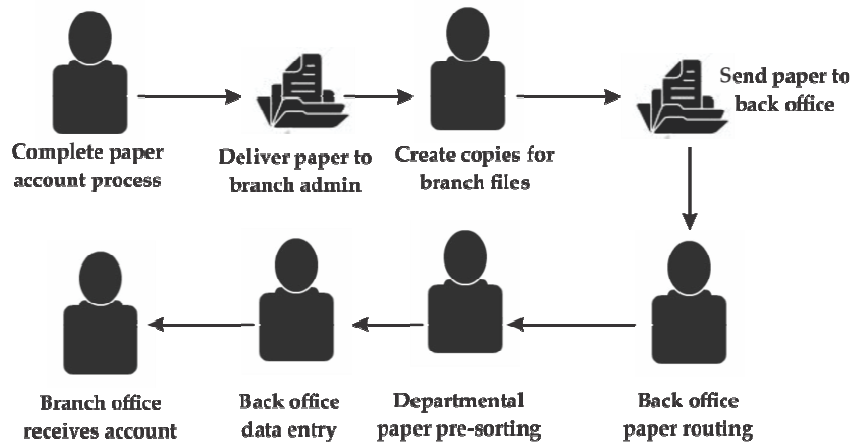 Complete paper
account process
Deliver paper to
branch admin
Create copies for
branch files
Send paper to
back office
Back office
paper routing
Departmental
paper pre-sorting
Back office
data entry
Branch office
receives account